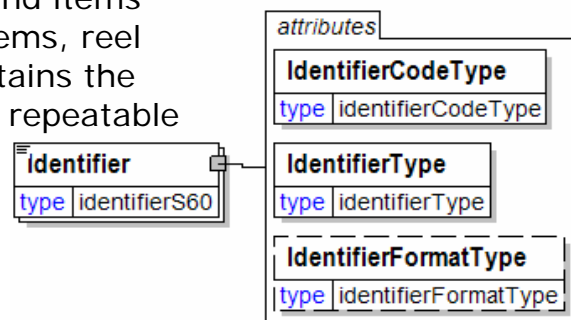 and items
ems, reel
tains the
repeatable
Identifier
type identifierS60
attributes
IdentifierCodeType
type identifierCodeType
IdentifierType
type identifierType
IdentifierFormatType
type identifierFormatType